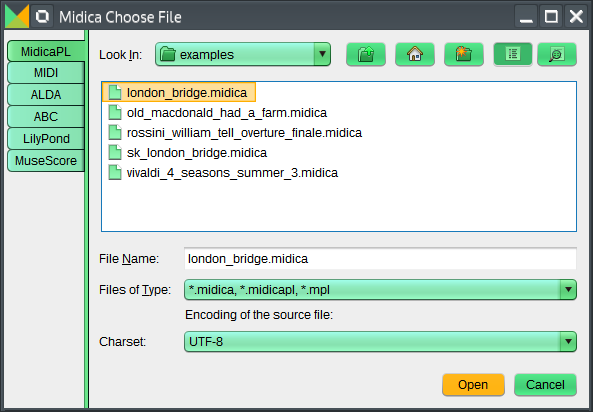 Midica Choose File
MidicaPL
MIDI
ALDA
ABC
LilyPond
MuseScore
Look In: examples
london_bridge.midica
old_macdonald_had_a_farm.midica
rossini_william_tell_overture_finale.midica
sk_london_bridge.midica
vivaldi_4_seasons_summer_3.midica
File Name: london_bridge.midica
Files of Type: *.midica, *.midicapl, *.mpl
Encoding of the source file:
Charset: UTF-8
Open Cancel